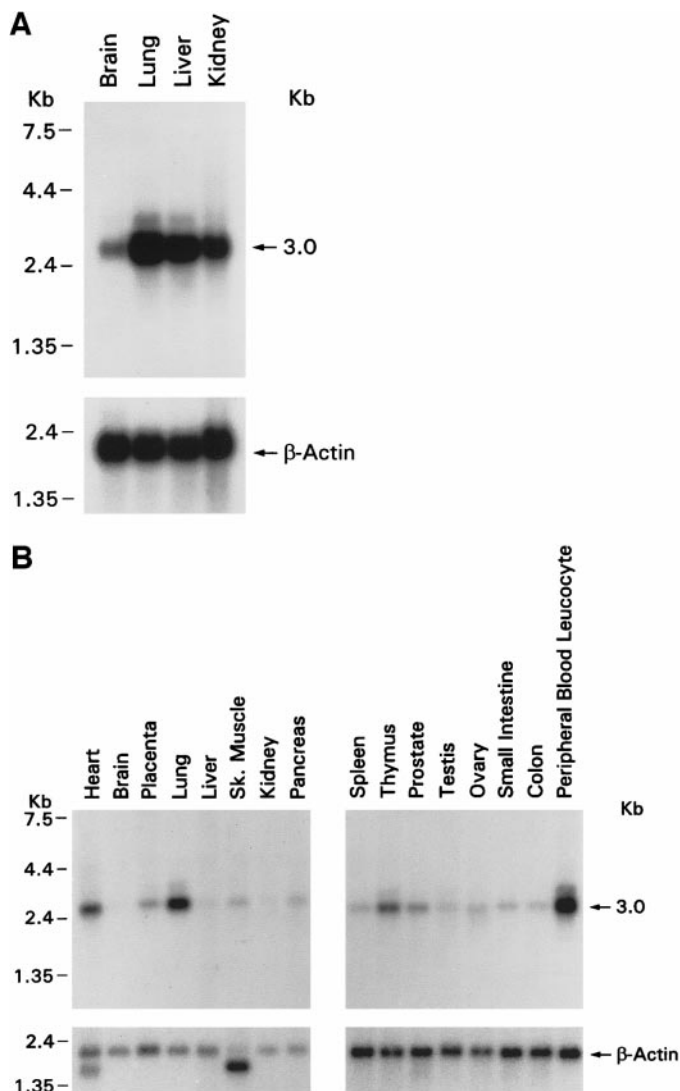 A
Brain
Lung
Liver
Kidney
Kb
Kb
7.5
4.4
3.0
2.4
1.35
2.4
β-Actin
1.35
B
Heart
Brain
Placenta
Lung
Liver
Sk. Muscle
Kidney
Pancreas
Spleen
Thymus
Prostate
Testis
Ovary
Small Intestine
Colon
Peripheral Blood Leucocyte
Kb
Kb
7.5
4.4
2.4
3.0
1.35
2.4
β-Actin
1.35